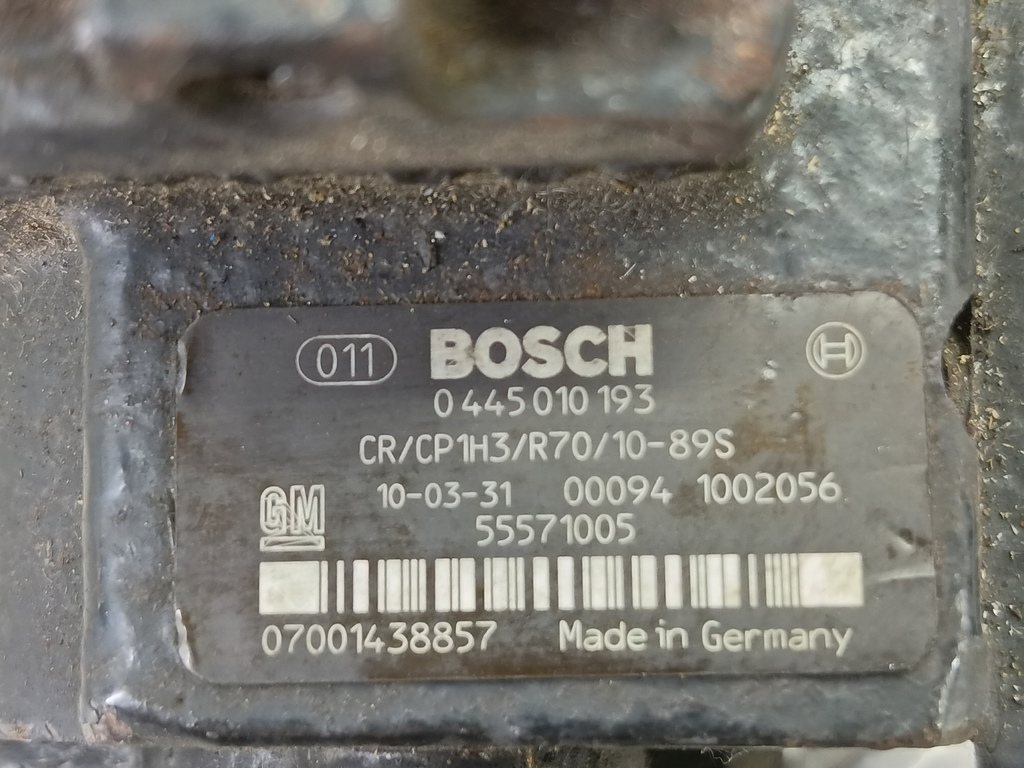 011 BOSCH
0 445 010 193
CR/CP1H3/R70/10-89S
10-03-31 00094 1002056
GM 55571005
07001438857 Made in Germany